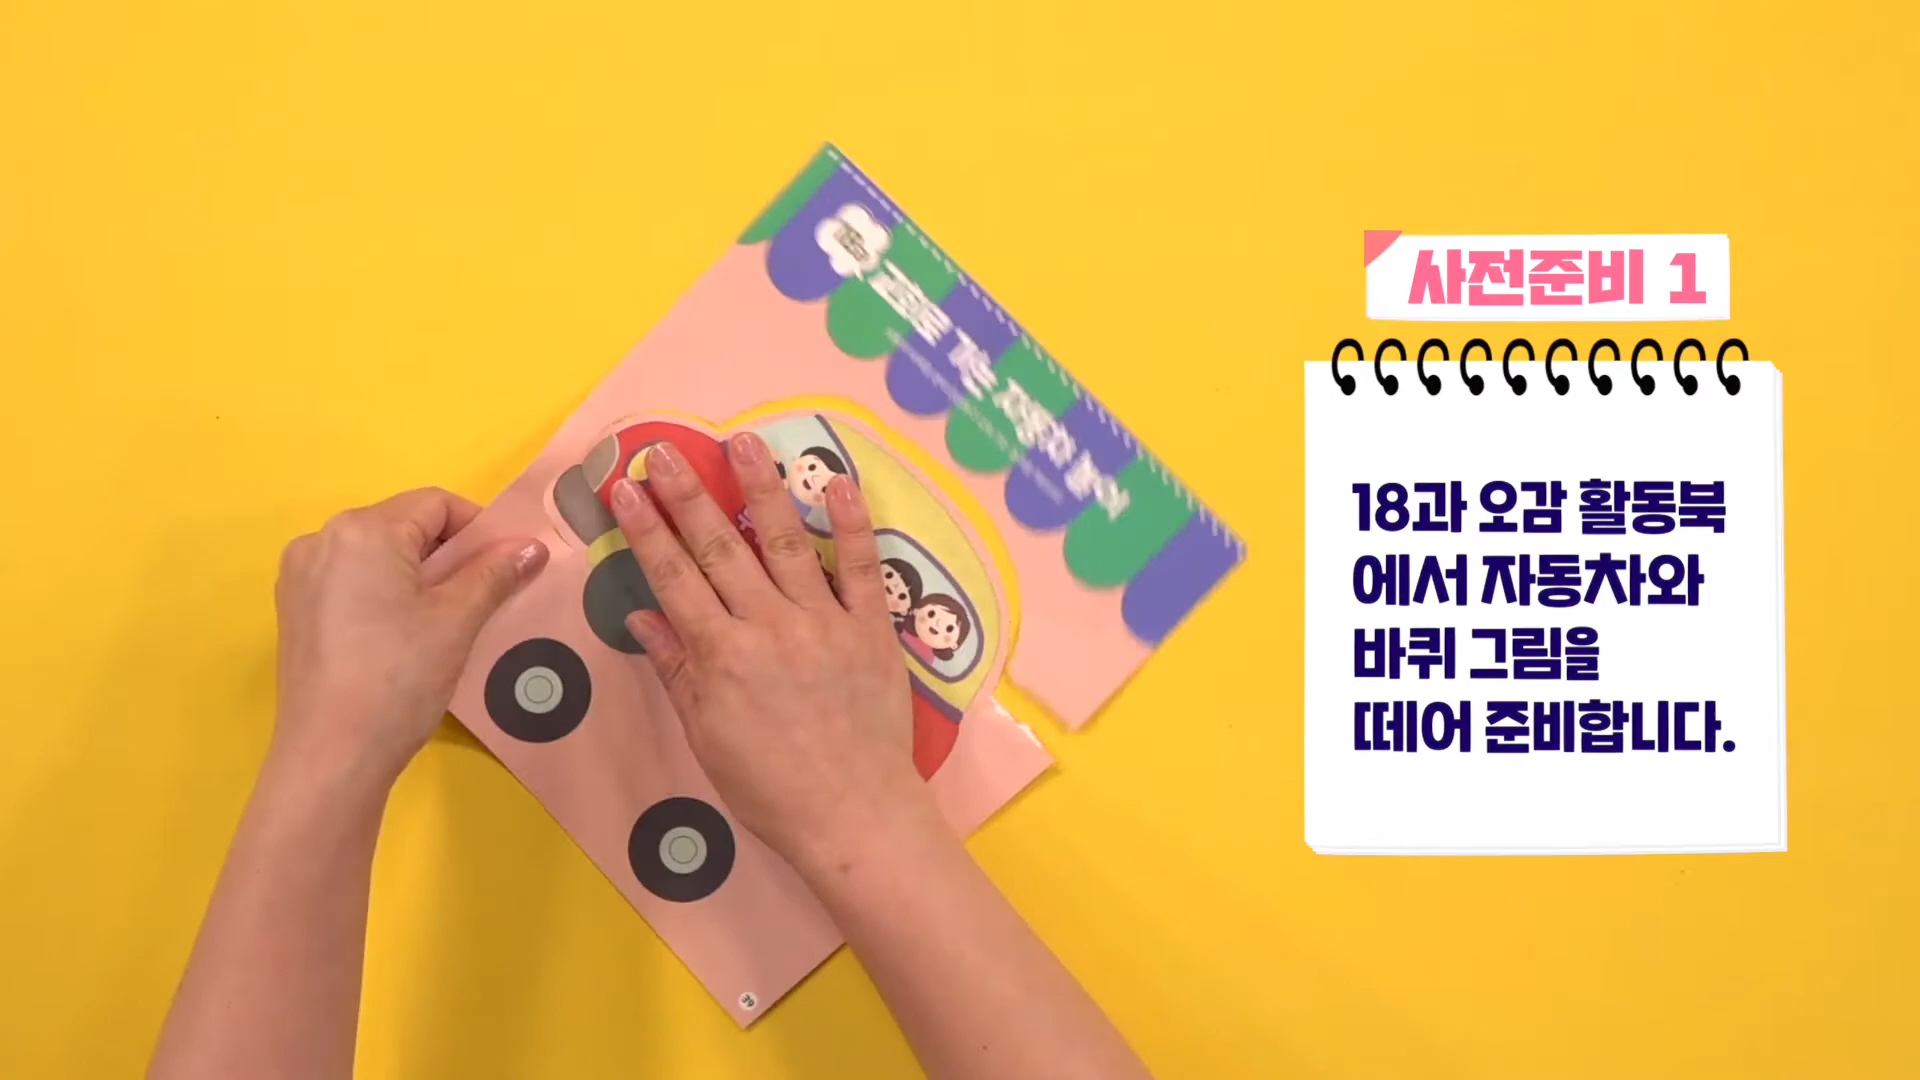 사전준비 1
18과 오감 활동북
에서 자동차와
바퀴 그림을
떼어 준비합니다.
39